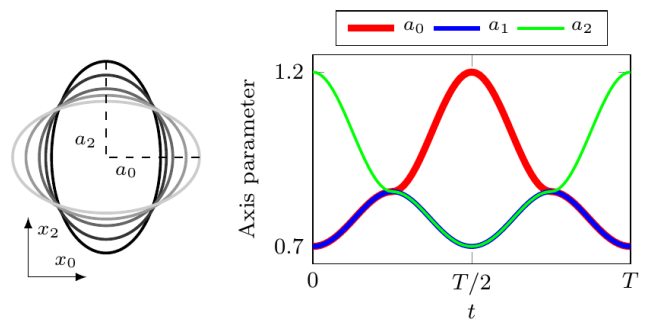 a₂
a₀
x₂
x₀
a₀ a₁ a₂
Axis parameter
1.2
0.7
0 T/2 T
t